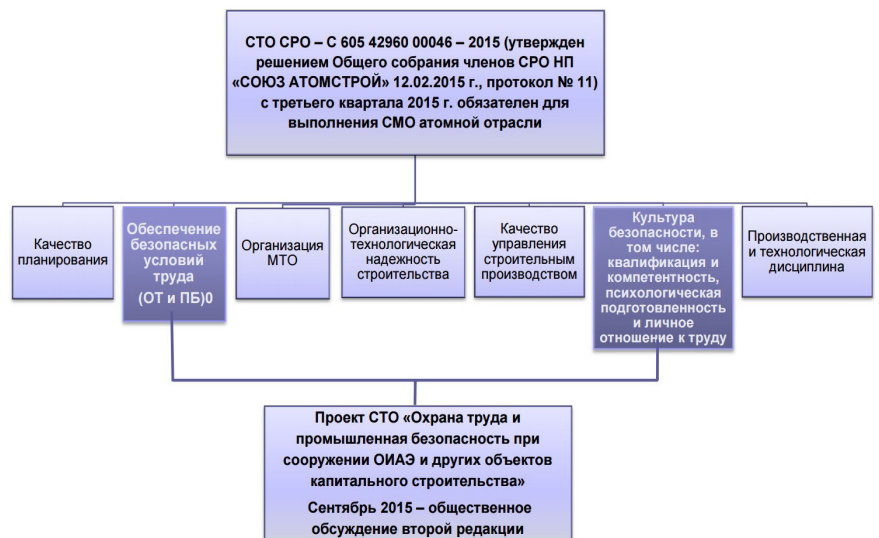 СТО СРО – С 605 42960 00046 – 2015 (утвержден
решением Общего собрания членов СРО НП
«СОЮЗ АТОМСТРОЙ» 12.02.2015 г., протокол № 11)
с третьего квартала 2015 г. обязателен для
выполнения СМО атомной отрасли
Качество
планирования
Обеспечение
безопасных
условий
труда
(ОТ и ПБ)0
Организация
МТО
Организационно-
технологическая
надежность
строительства
Качество
управления
строительным
производством
Культура
безопасности, в
том числе:
квалификация и
компетентность,
психологическая
подготовленность
и личное
отношение к труду
Производственная
и технологическая
дисциплина
Проект СТО «Охрана труда и
промышленная безопасность при
сооружении ОИАЭ и других объектов
капитального строительства»
Сентябрь 2015 – общественное
обсуждение второй редакции